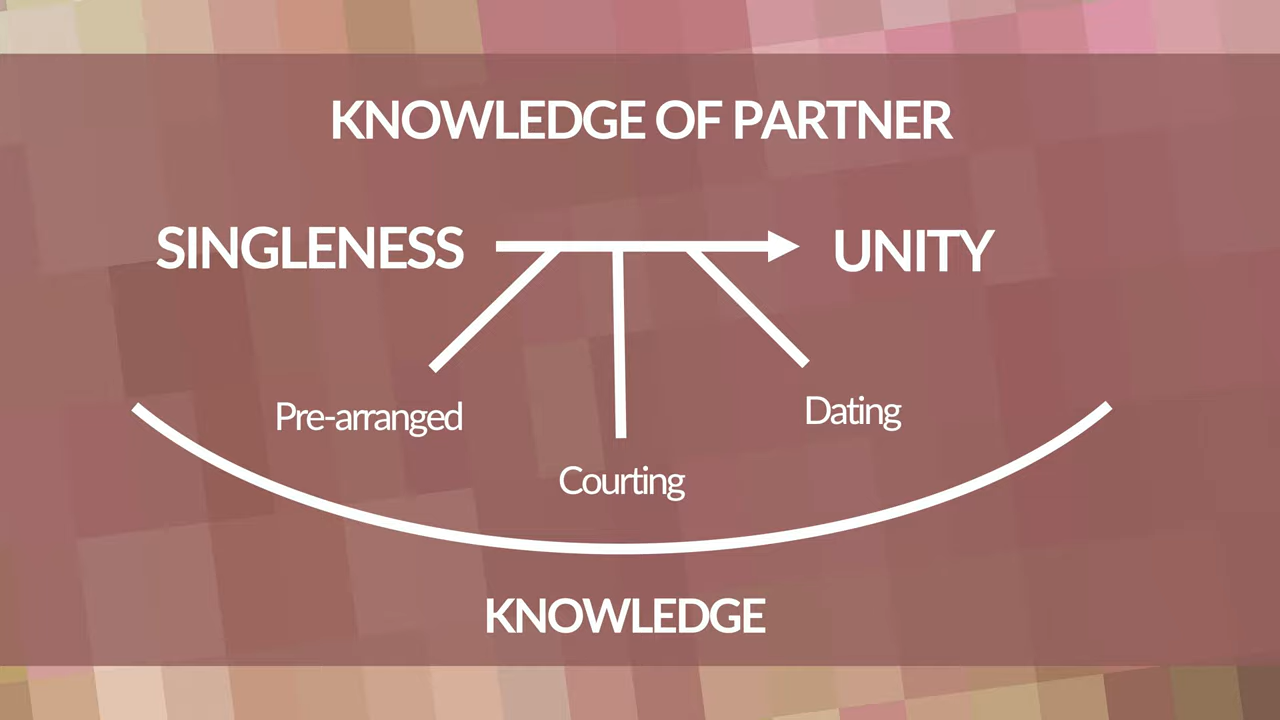 KNOWLEDGE OF PARTNER
SINGLENESS
UNITY
Pre-arranged
Courting
Dating
KNOWLEDGE